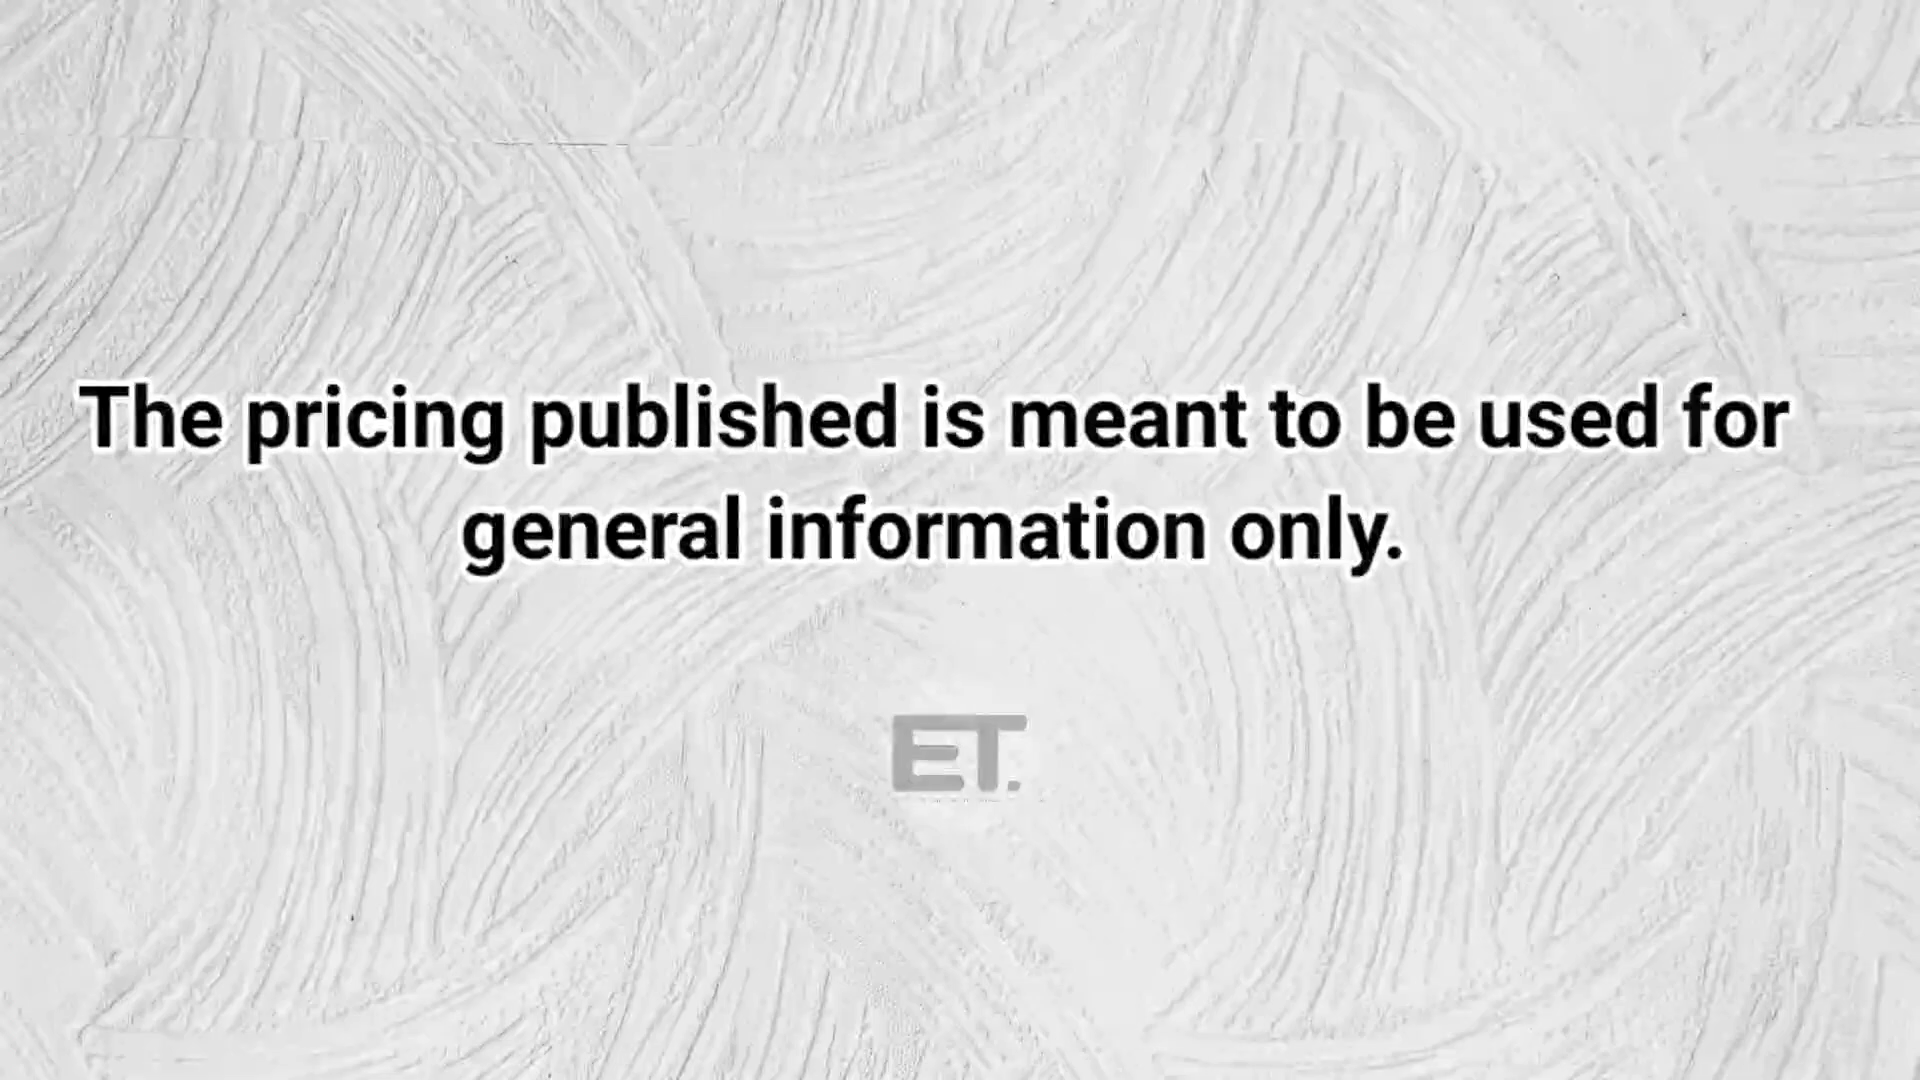 The pricing published is meant to be used for
general information only.
ET.